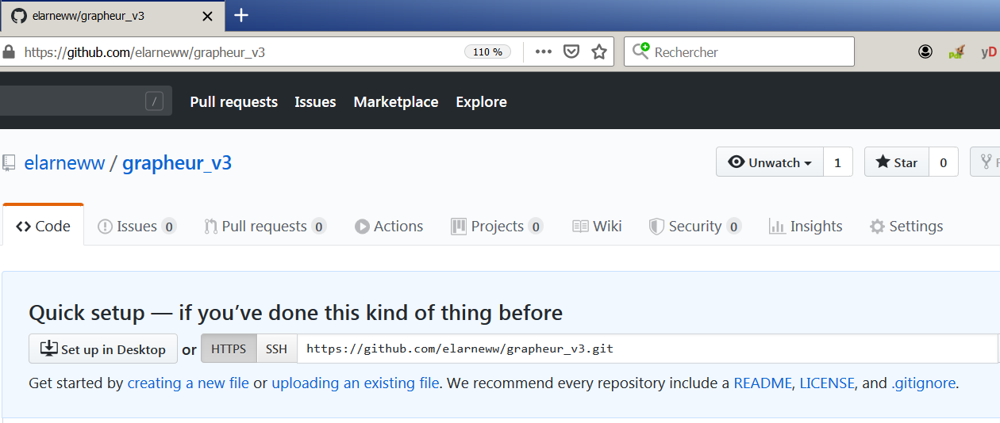 elarneww/grapheur_v3
https://github.com/elarneww/grapheur_v3 110 % Rechercher yD
/ Pull requests Issues Marketplace Explore
elarneww / grapheur_v3 Unwatch 1 Star 0
Code Issues 0 Pull requests 0 Actions Projects 0 Wiki Security 0 Insights Settings
Quick setup — if you’ve done this kind of thing before
Set up in Desktop or HTTPS SSH https://github.com/elarneww/grapheur_v3.git
Get started by creating a new file or uploading an existing file. We recommend every repository include a README, LICENSE, and .gitignore.